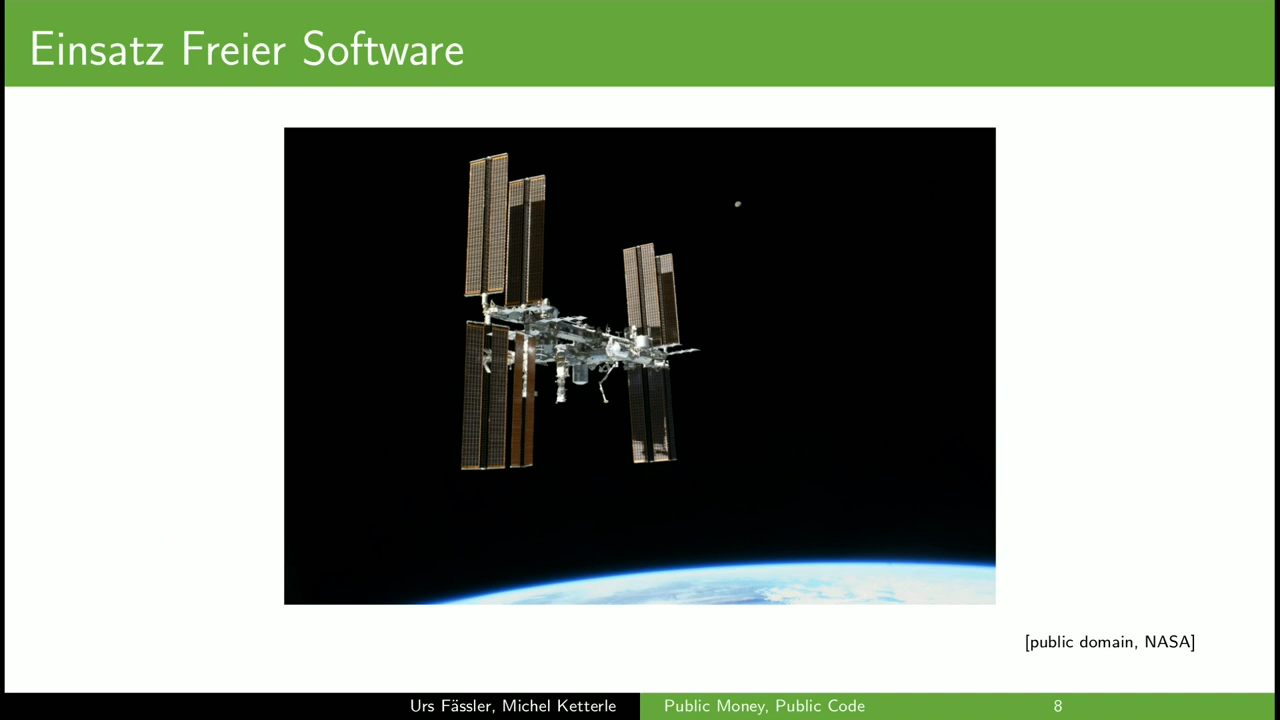 Einsatz Freier Software
[public domain, NASA]
Urs Fässler, Michel Ketterle
Public Money, Public Code
8